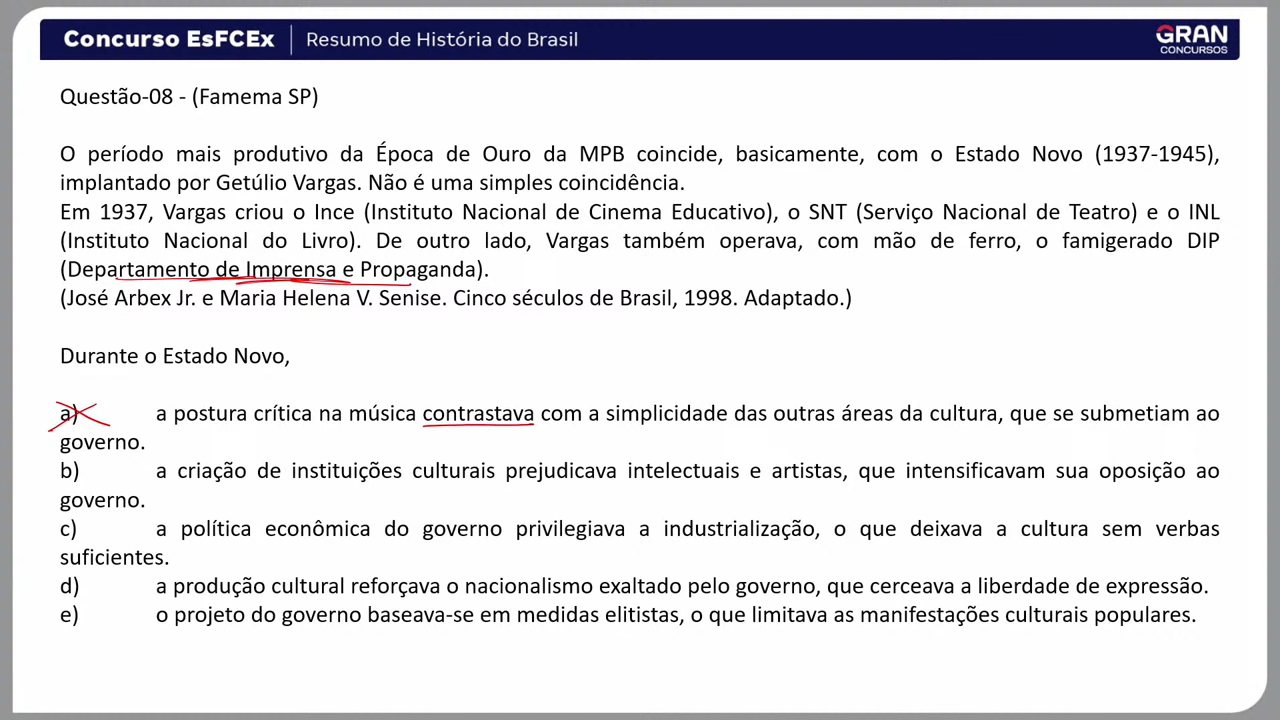 Concurso EsFCEx | Resumo de História do Brasil
GRAN
CONCURSOS
Questão-08 - (Famema SP)
O período mais produtivo da Época de Ouro da MPB coincide, basicamente, com o Estado Novo (1937-1945),
implantado por Getúlio Vargas. Não é uma simples coincidência.
Em 1937, Vargas criou o Ince (Instituto Nacional de Cinema Educativo), o SNT (Serviço Nacional de Teatro) e o INL
(Instituto Nacional do Livro). De outro lado, Vargas também operava, com mão de ferro, o famigerado DIP
(Departamento de Imprensa e Propaganda).
(José Arbex Jr. e Maria Helena V. Senise. Cinco séculos de Brasil, 1998. Adaptado.)
Durante o Estado Novo,
a) a postura crítica na música contrastava com a simplicidade das outras áreas da cultura, que se submetiam ao
governo.
b) a criação de instituições culturais prejudicava intelectuais e artistas, que intensificavam sua oposição ao
governo.
c) a política econômica do governo privilegiava a industrialização, o que deixava a cultura sem verbas
suficientes.
d) a produção cultural reforçava o nacionalismo exaltado pelo governo, que cerceava a liberdade de expressão.
e) o projeto do governo baseava-se em medidas elitistas, o que limitava as manifestações culturais populares.